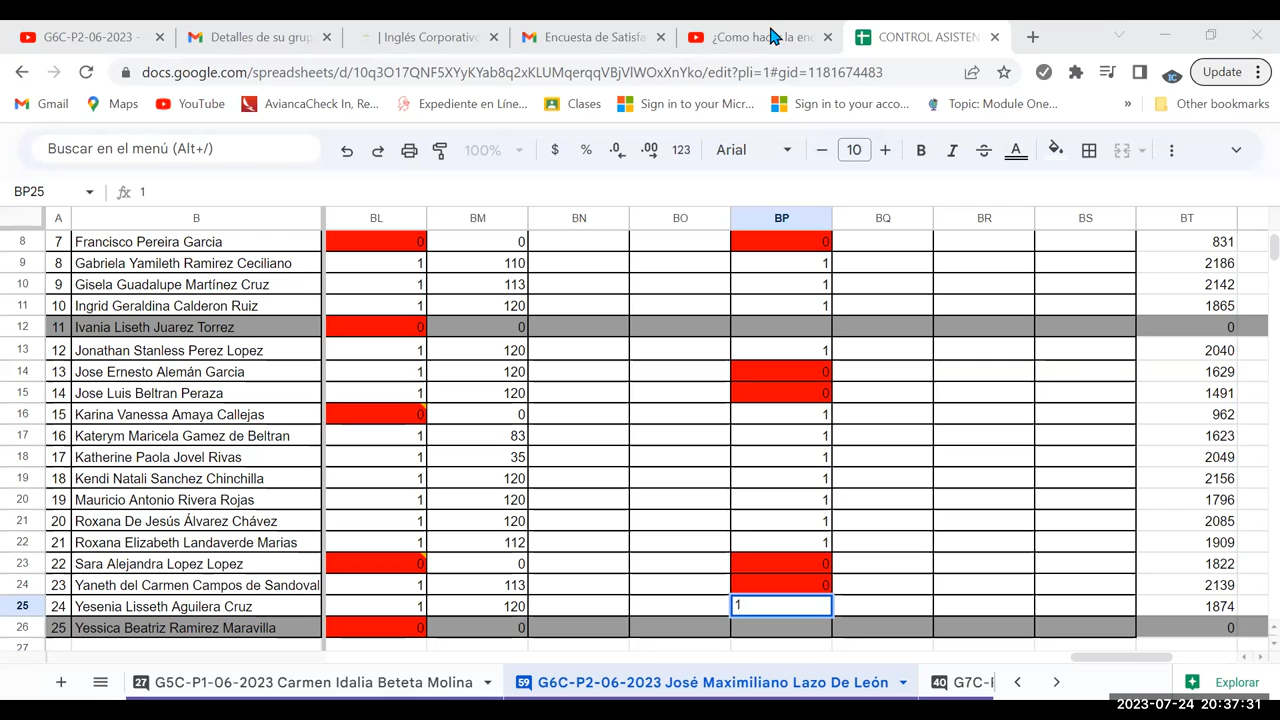 G6C-P2-06-2023 -
Detalles de su grup
| Inglés Corporativo
Encuesta de Satisfa
¿Como hacer la enc
CONTROL ASISTEN
docs.google.com/spreadsheets/d/10q3O17QNF5XYyKYab8q2xKLUMqerqqVBjVlWOxXnYko/edit?pli=1#gid=1181674483
Update
Gmail
Maps
YouTube
AviancaCheck In, Re...
Expediente en Líne...
Clases
Sign in to your Micr...
Sign in to your acco...
Topic: Module One...
»
Other bookmarks
Buscar en el menú (Alt+/)
100%
$ % .0 .00 123
Arial
10
B I A
BP25
fx 1
A B BL BM BN BO BP BQ BR BS BT
8 7 Francisco Pereira Garcia 0 0 0 831
9 8 Gabriela Yamileth Ramirez Ceciliano 1 110 1 2186
10 9 Gisela Guadalupe Martínez Cruz 1 113 1 2142
11 10 Ingrid Geraldina Calderon Ruiz 1 120 1 1865
12 11 Ivania Liseth Juarez Torrez 0 0 0
13 12 Jonathan Stanless Perez Lopez 1 120 1 2040
14 13 Jose Ernesto Alemán Garcia 1 120 0 1629
15 14 Jose Luis Beltran Peraza 1 120 0 1491
16 15 Karina Vanessa Amaya Callejas 0 0 1 962
17 16 Katerym Maricela Gamez de Beltran 1 83 1 1623
18 17 Katherine Paola Jovel Rivas 1 35 1 2049
19 18 Kendi Natali Sanchez Chinchilla 1 120 1 2156
20 19 Mauricio Antonio Rivera Rojas 1 120 1 1796
21 20 Roxana De Jesús Álvarez Chávez 1 120 1 2085
22 21 Roxana Elizabeth Landaverde Marias 1 112 1 1909
23 22 Sara Alejandra Lopez Lopez 0 0 0 1822
24 23 Yaneth del Carmen Campos de Sandoval 1 113 0 2139
25 24 Yesenia Lisseth Aguilera Cruz 1 120 1 1874
26 25 Yessica Beatriz Ramirez Maravilla 0 0 0
27
27 G5C-P1-06-2023 Carmen Idalia Beteta Molina
59 G6C-P2-06-2023 José Maximiliano Lazo De León
40 G7C-I
Explorar
2023-07-24 20:37:31